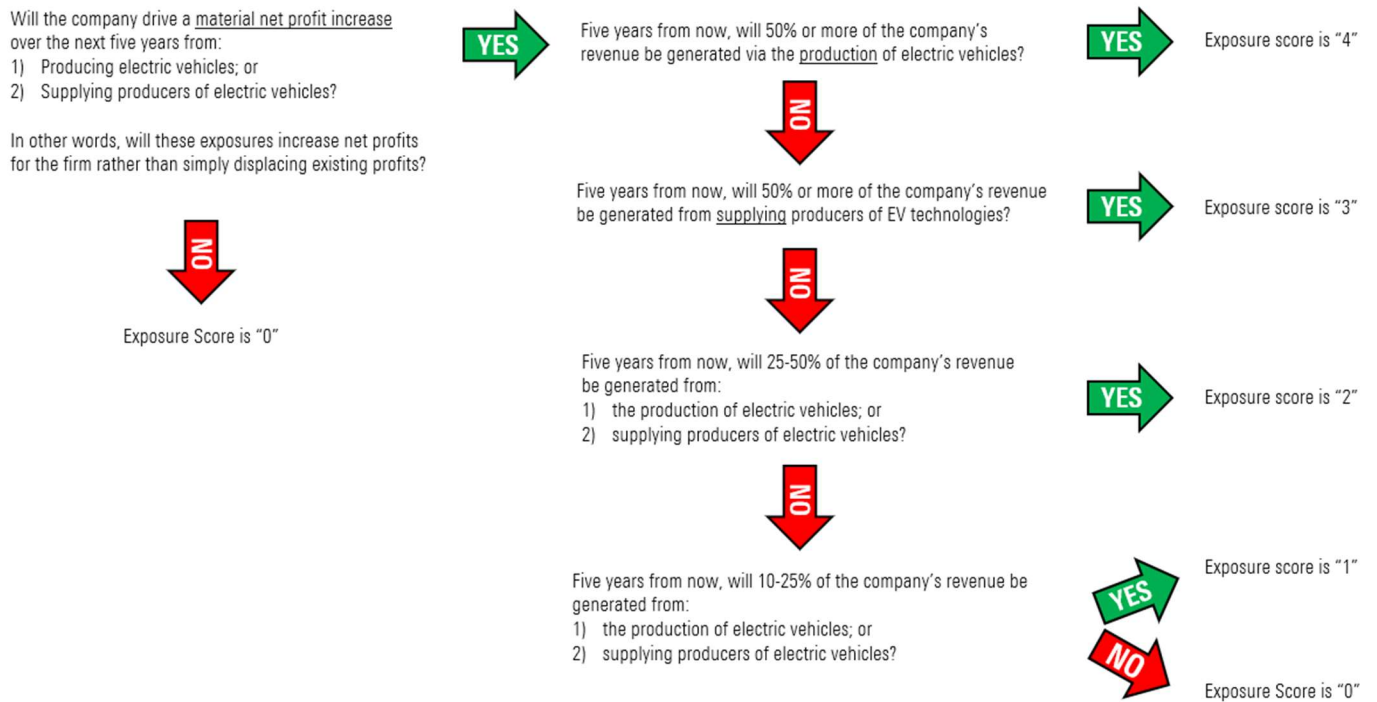 Will the company drive a material net profit increase
over the next five years from:
1) Producing electric vehicles; or
2) Supplying producers of electric vehicles?
In other words, will these exposures increase net profits
for the firm rather than simply displacing existing profits?
NO
Exposure Score is “0”
YES
Five years from now, will 50% or more of the company’s
revenue be generated via the production of electric vehicles?
YES
Exposure score is “4”
NO
Five years from now, will 50% or more of the company’s revenue
be generated from supplying producers of EV technologies?
YES
Exposure score is “3”
NO
Five years from now, will 25-50% of the company’s revenue
be generated from:
1) the production of electric vehicles; or
2) supplying producers of electric vehicles?
YES
Exposure score is “2”
NO
Five years from now, will 10-25% of the company’s revenue be
generated from:
1) the production of electric vehicles; or
2) supplying producers of electric vehicles?
YES
Exposure score is “1”
NO
Exposure Score is “0”